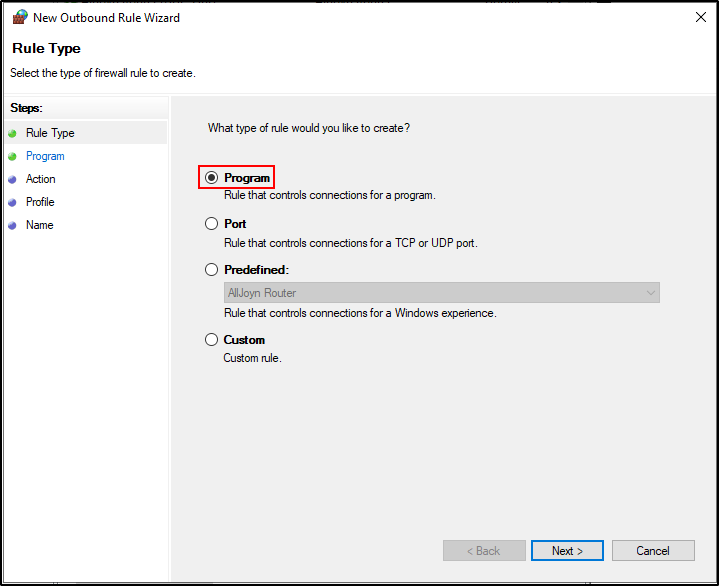 New Outbound Rule Wizard
Rule Type
Select the type of firewall rule to create.
Steps:
Rule Type
Program
Action
Profile
Name
What type of rule would you like to create?
Program
Rule that controls connections for a program.
Port
Rule that controls connections for a TCP or UDP port.
Predefined:
AllJoyn Router
Rule that controls connections for a Windows experience.
Custom
Custom rule.
< Back
Next >
Cancel